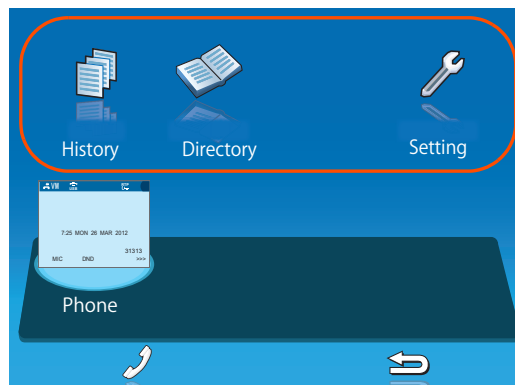 History Directory Setting
VM
7:25 MON 26 MAR 2012
31313
MIC DND >>>
Phone